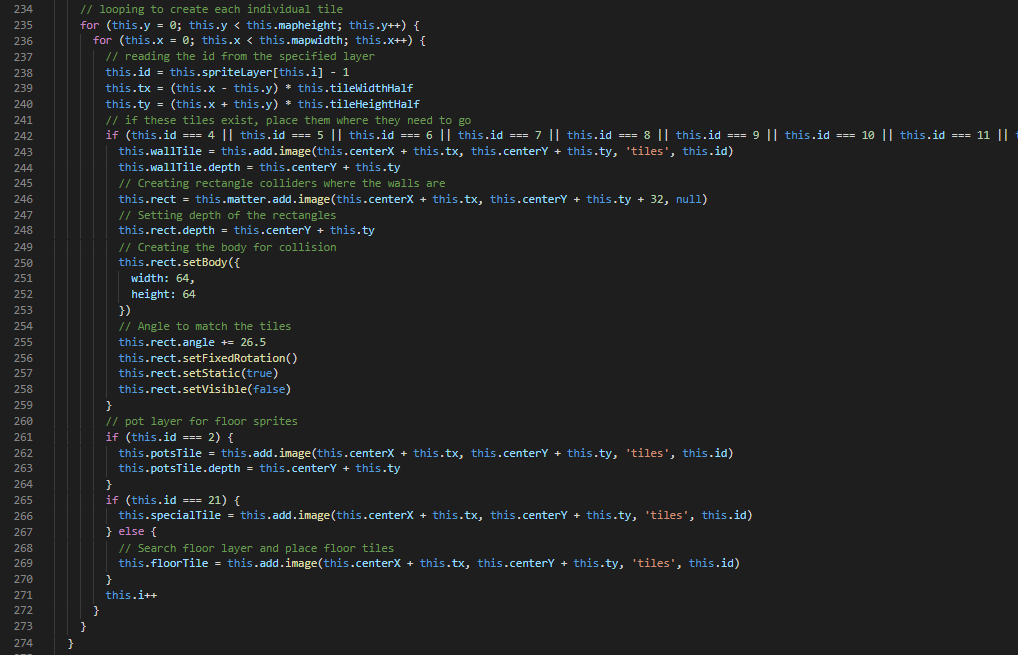 234 // looping to create each individual tile
235 for (this.y = 0; this.y < this.mapheight; this.y++) {
236 for (this.x = 0; this.x < this.mapwidth; this.x++) {
237 // reading the id from the specified layer
238 this.id = this.spriteLayer[this.i] - 1
239 this.tx = (this.x - this.y) * this.tileWidthHalf
240 this.ty = (this.x + this.y) * this.tileHeightHalf
241 // if these tiles exist, place them where they need to go
242 if (this.id === 4 || this.id === 5 || this.id === 6 || this.id === 7 || this.id === 8 || this.id === 9 || this.id === 10 || this.id === 11 ||
243 this.wallTile = this.add.image(this.centerX + this.tx, this.centerY + this.ty, 'tiles', this.id)
244 this.wallTile.depth = this.centerY + this.ty
245 // Creating rectangle colliders where the walls are
246 this.rect = this.matter.add.image(this.centerX + this.tx, this.centerY + this.ty + 32, null)
247 // Setting depth of the rectangles
248 this.rect.depth = this.centerY + this.ty
249 // Creating the body for collision
250 this.rect.setBody({
251 width: 64,
252 height: 64
253 })
254 // Angle to match the tiles
255 this.rect.angle += 26.5
256 this.rect.setFixedRotation()
257 this.rect.setStatic(true)
258 this.rect.setVisible(false)
259 }
260 // pot layer for floor sprites
261 if (this.id === 2) {
262 this.potsTile = this.add.image(this.centerX + this.tx, this.centerY + this.ty, 'tiles', this.id)
263 this.potsTile.depth = this.centerY + this.ty
264 }
265 if (this.id === 21) {
266 this.specialTile = this.add.image(this.centerX + this.tx, this.centerY + this.ty, 'tiles', this.id)
267 } else {
268 // Search floor layer and place floor tiles
269 this.floorTile = this.add.image(this.centerX + this.tx, this.centerY + this.ty, 'tiles', this.id)
270 }
271 this.i++
272 }
273 }
274 }